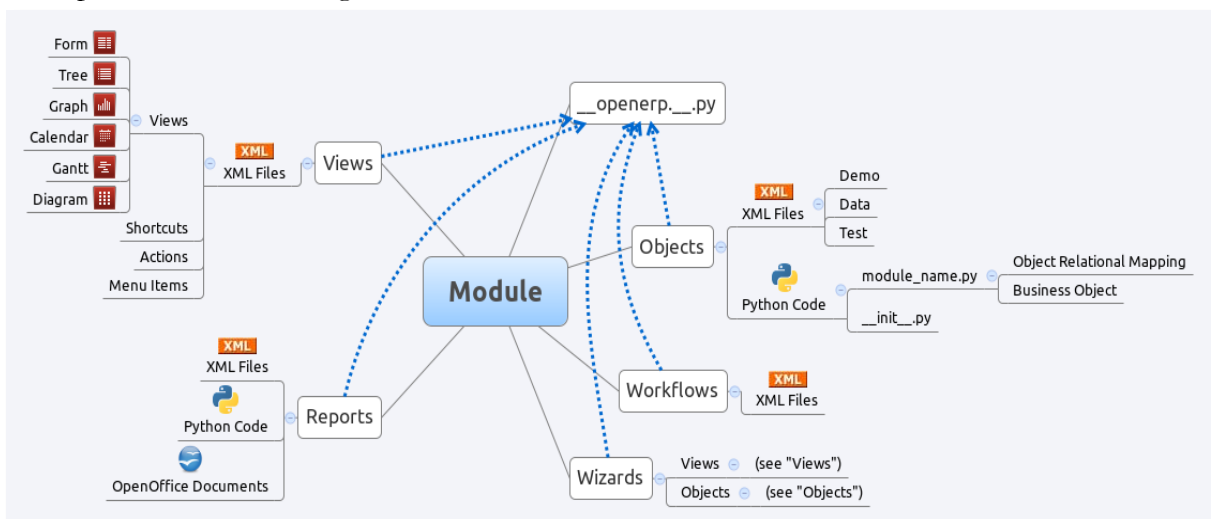 Form
Tree
Graph
Calendar
Gantt
Diagram
Views
Shortcuts
Actions
Menu Items
XML
XML Files
Views
__openerp.__.py
Objects
XML
XML Files
Demo
Data
Test
Python Code
module_name.py
Object Relational Mapping
Business Object
__init__.py
Module
XML
XML Files
Python Code
OpenOffice Documents
Reports
Workflows
XML
XML Files
Wizards
Views
(see "Views")
Objects
(see "Objects")